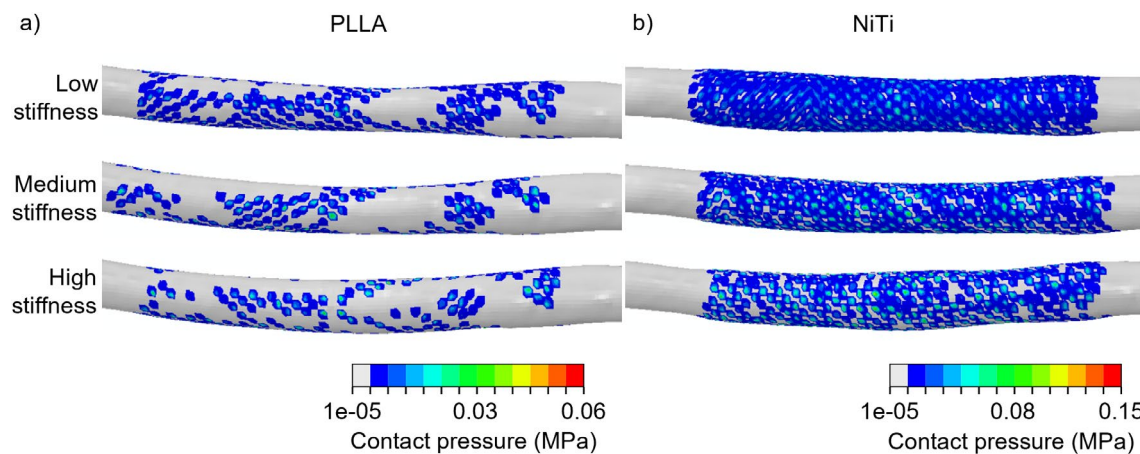 a) PLLA b) NiTi
Low
stiffness
Medium
stiffness
High
stiffness
1e-05 0.03 0.06
Contact pressure (MPa)
1e-05 0.08 0.15
Contact pressure (MPa)